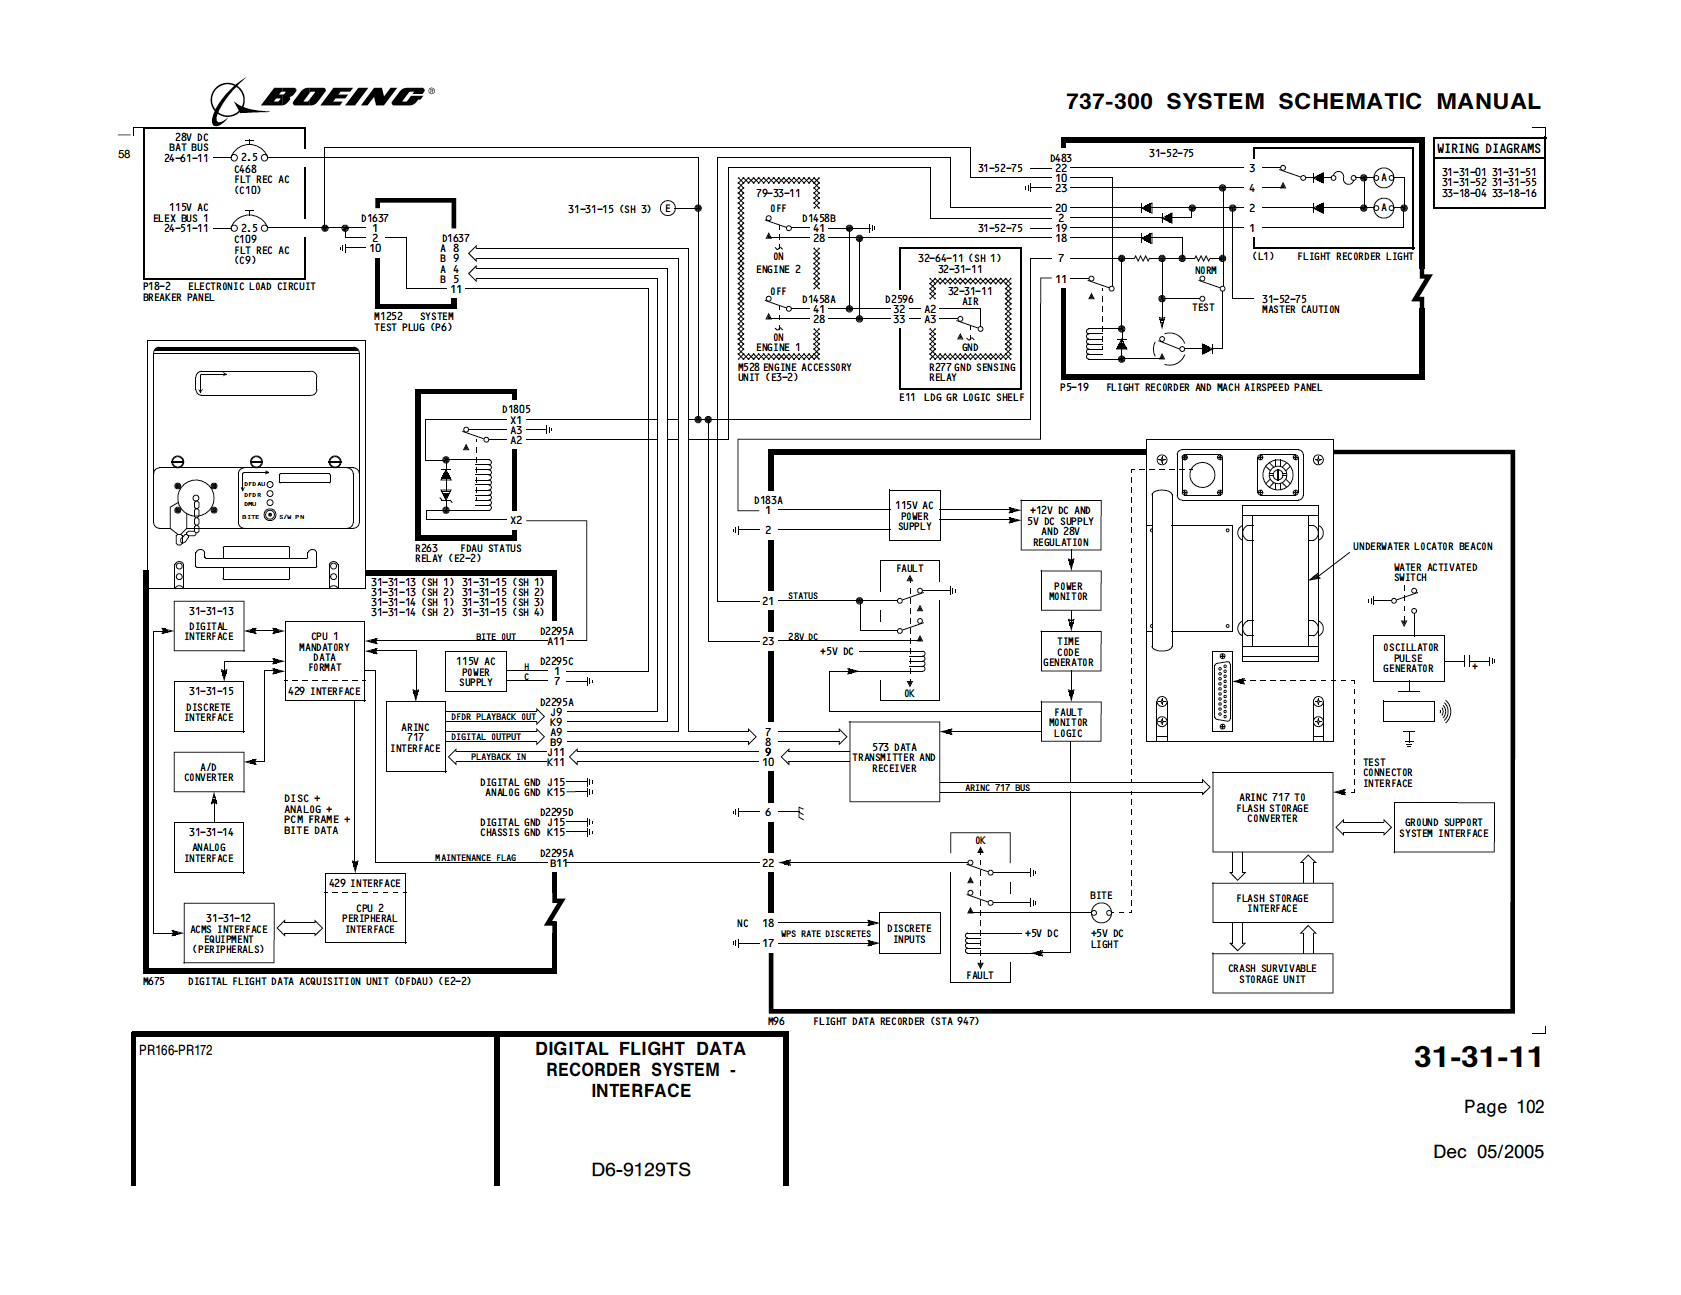 BOEING®
737-300 SYSTEM SCHEMATIC MANUAL
58
28V DC
BAT BUS
24-61-11
2.5
C468
FLT REC AC
(C10)
115V AC
ELEX BUS 1
24-51-11
2.5
C109
FLT REC AC
(C9)
P18-2 ELECTRONIC LOAD CIRCUIT
BREAKER PANEL
D1637
1
2
10
D1637
A 8
B 9
A 4
B 5
11
M1252 SYSTEM
TEST PLUG (P6)
31-31-15 (SH 3) E
79-33-11
OFF
D1458B
41
28
ON
ENGINE 2
OFF
D1458A
41
28
ON
ENGINE 1
M528 ENGINE ACCESSORY
UNIT (E3-2)
D2596
32
33
32-64-11 (SH 1)
32-31-11
32-31-11
AIR
A2
A3
GND
R277 GND SENSING
RELAY
E11 LDG GR LOGIC SHELF
D483
31-52-75
22
10
23
20
2
31-52-75
19
18
7
11
31-52-75
3
4
2
1
A
A
(L1) FLIGHT RECORDER LIGHT
NORM
TEST
31-52-75
MASTER CAUTION
P5-19 FLIGHT RECORDER AND MACH AIRSPEED PANEL
WIRING DIAGRAMS
31-31-01 31-31-51
31-31-52 31-31-55
33-18-04 33-18-16
DFDAU
DFDR
DMU
BITE
S/W PN
D1805
X1
A3
A2
X2
R263 FDAU STATUS
RELAY (E2-2)
31-31-13 (SH 1) 31-31-15 (SH 1)
31-31-13 (SH 2) 31-31-15 (SH 2)
31-31-14 (SH 1) 31-31-15 (SH 3)
31-31-14 (SH 2) 31-31-15 (SH 4)
31-31-13
DIGITAL
INTERFACE
31-31-15
DISCRETE
INTERFACE
A/D
CONVERTER
31-31-14
ANALOG
INTERFACE
31-31-12
ACMS INTERFACE
EQUIPMENT
(PERIPHERALS)
CPU 1
MANDATORY
DATA
FORMAT
429 INTERFACE
DISC +
ANALOG +
PCM FRAME +
BITE DATA
429 INTERFACE
CPU 2
PERIPHERAL
INTERFACE
BITE OUT
D2295A
A11
115V AC
POWER
SUPPLY
H
C
D2295C
1
7
ARINC
717
INTERFACE
D2295A
DFDR PLAYBACK OUT
J9
K9
DIGITAL OUTPUT
A9
B9
PLAYBACK IN
J11
K11
DIGITAL GND J15
ANALOG GND K15
D2295D
DIGITAL GND J15
CHASSIS GND K15
D2295A
MAINTENANCE FLAG
B11
M675 DIGITAL FLIGHT DATA ACQUISITION UNIT (DFDAU) (E2-2)
D183A
1
2
21
STATUS
23
28V DC
+5V DC
7
8
9
10
6
22
NC 18
WPS RATE DISCRETES
17
115V AC
POWER
SUPPLY
+12V DC AND
5V DC SUPPLY
AND 28V
REGULATION
POWER
MONITOR
TIME
CODE
GENERATOR
FAULT
MONITOR
LOGIC
FAULT
OK
573 DATA
TRANSMITTER AND
RECEIVER
ARINC 717 BUS
OK
FAULT
+5V DC
DISCRETE
INPUTS
BITE
+5V DC
LIGHT
UNDERWATER LOCATOR BEACON
WATER ACTIVATED
SWITCH
OSCILLATOR
PULSE
GENERATOR
+
TEST
CONNECTOR
INTERFACE
ARINC 717 TO
FLASH STORAGE
CONVERTER
GROUND SUPPORT
SYSTEM INTERFACE
FLASH STORAGE
INTERFACE
CRASH SURVIVABLE
STORAGE UNIT
M96 FLIGHT DATA RECORDER (STA 947)
PR166-PR172
DIGITAL FLIGHT DATA
RECORDER SYSTEM -
INTERFACE
D6-9129TS
31-31-11
Page 102
Dec 05/2005